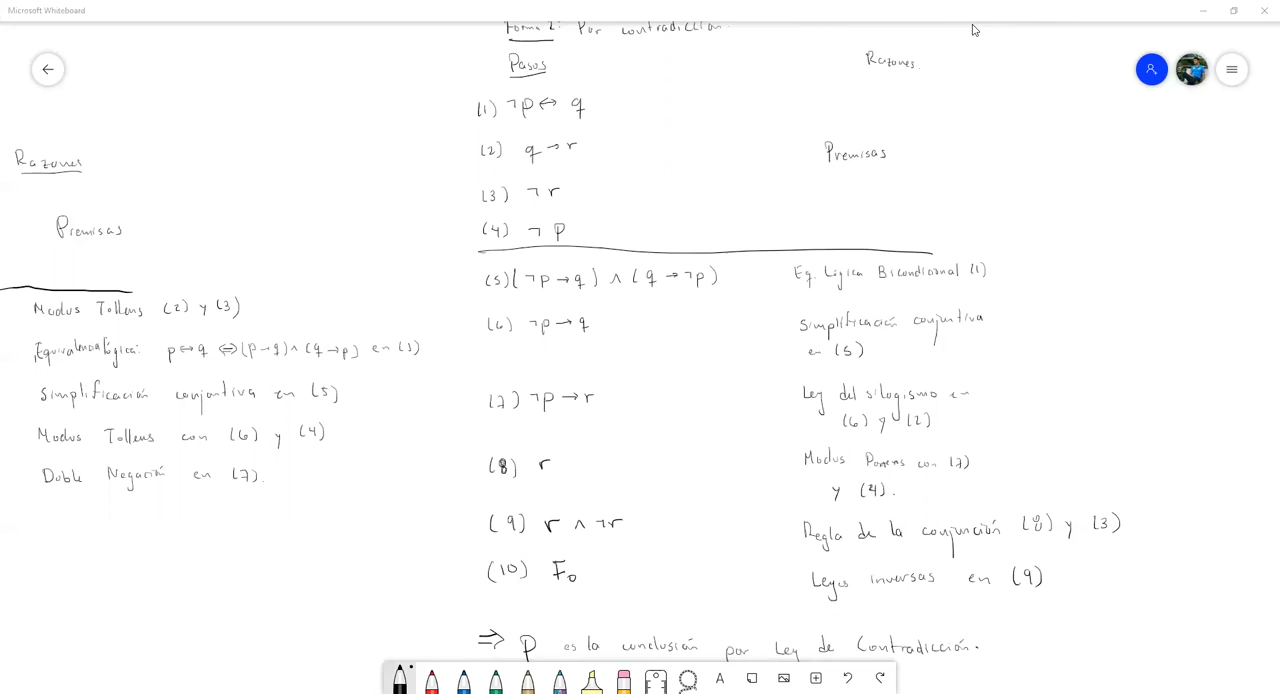 Microsoft Whiteboard
Forma 2: Por contradicción.
Pasos
Razones.
(1) ¬p ↔ q
(2) q → r
Premisas
(3) ¬r
(4) ¬p
(5) (¬p → q) ∧ (q → ¬p)
Eq. Lógica Bicondicional (1)
(6) ¬p → q
Simplificación conjuntiva
en (5)
(7) ¬p → r
Ley del silogismo en
(6) y (2)
(8) r
Modus Ponens con (7)
y (4).
(9) r ∧ ¬r
Regla de la conjunción (8) y (3)
(10) F₀
Leyes inversas en (9)
⇒ P es la conclusión por Ley de Contradicción.
Razones
Premisas
Modus Tollens (2) y (3)
Equivalencia Lógica: p ↔ q ⇔ (p → q) ∧ (q → p) en (1)
Simplificación conjuntiva en (5)
Modus Tollens con (6) y (4)
Doble Negación en (7).
A